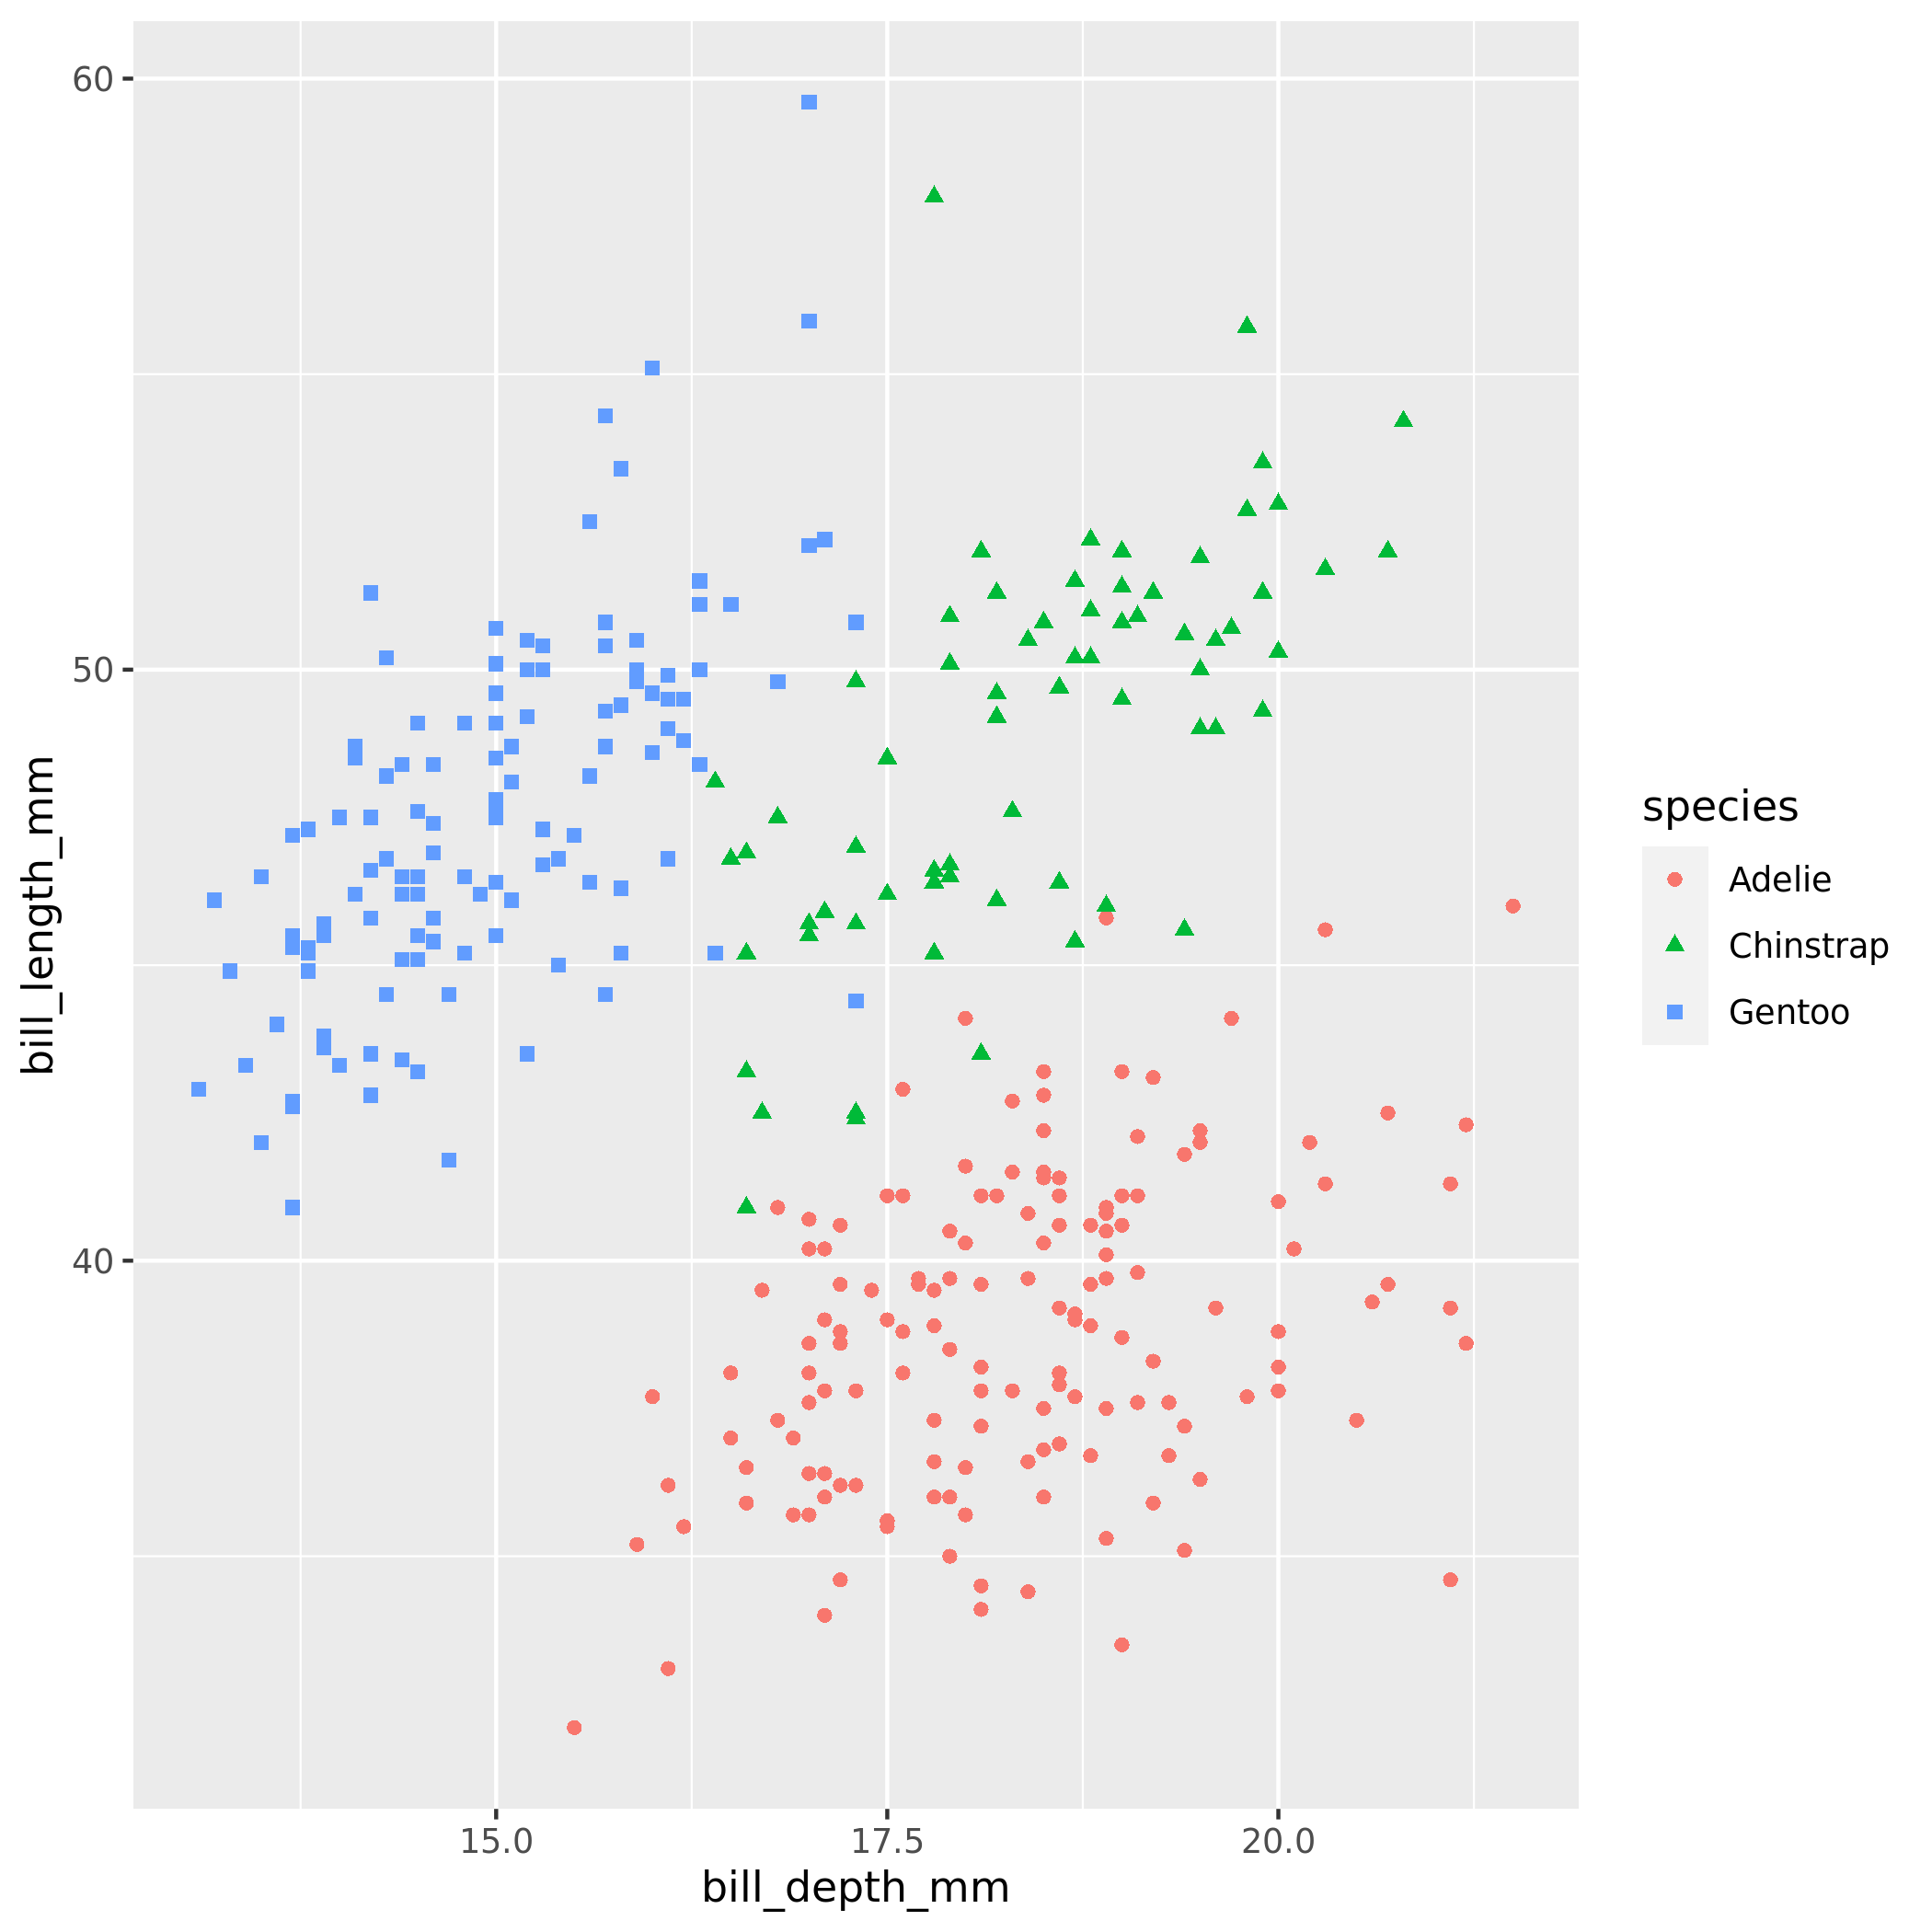 60
50
40
bill_length_mm
15.0
17.5
20.0
bill_depth_mm
species
Adelie
Chinstrap
Gentoo